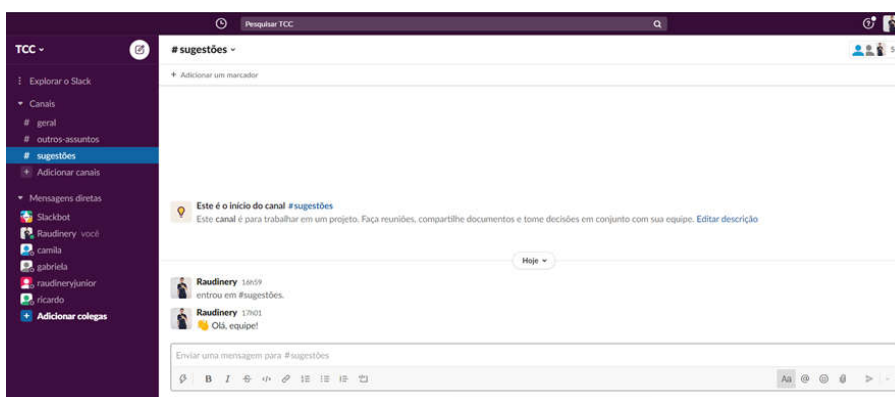 Pesquisar TCC
TCC
Explorar o Slack
Canais
# geral
# outros-assuntos
# sugestões
+ Adicionar canais
Mensagens diretas
Slackbot
Raudinery você
camila
gabriela
raudineryjunior
ricardo
+ Adicionar colegas
# sugestões
+ Adicionar um marcador
Este é o início do canal #sugestões
Este canal é para trabalhar em um projeto. Faça reuniões, compartilhe documentos e tome decisões em conjunto com sua equipe. Editar descrição
Hoje
Raudinery 16h59
entrou em #sugestões.
Raudinery 17h01
👋 Olá, equipe!
Enviar uma mensagem para #sugestões
B I S </>
Aa @